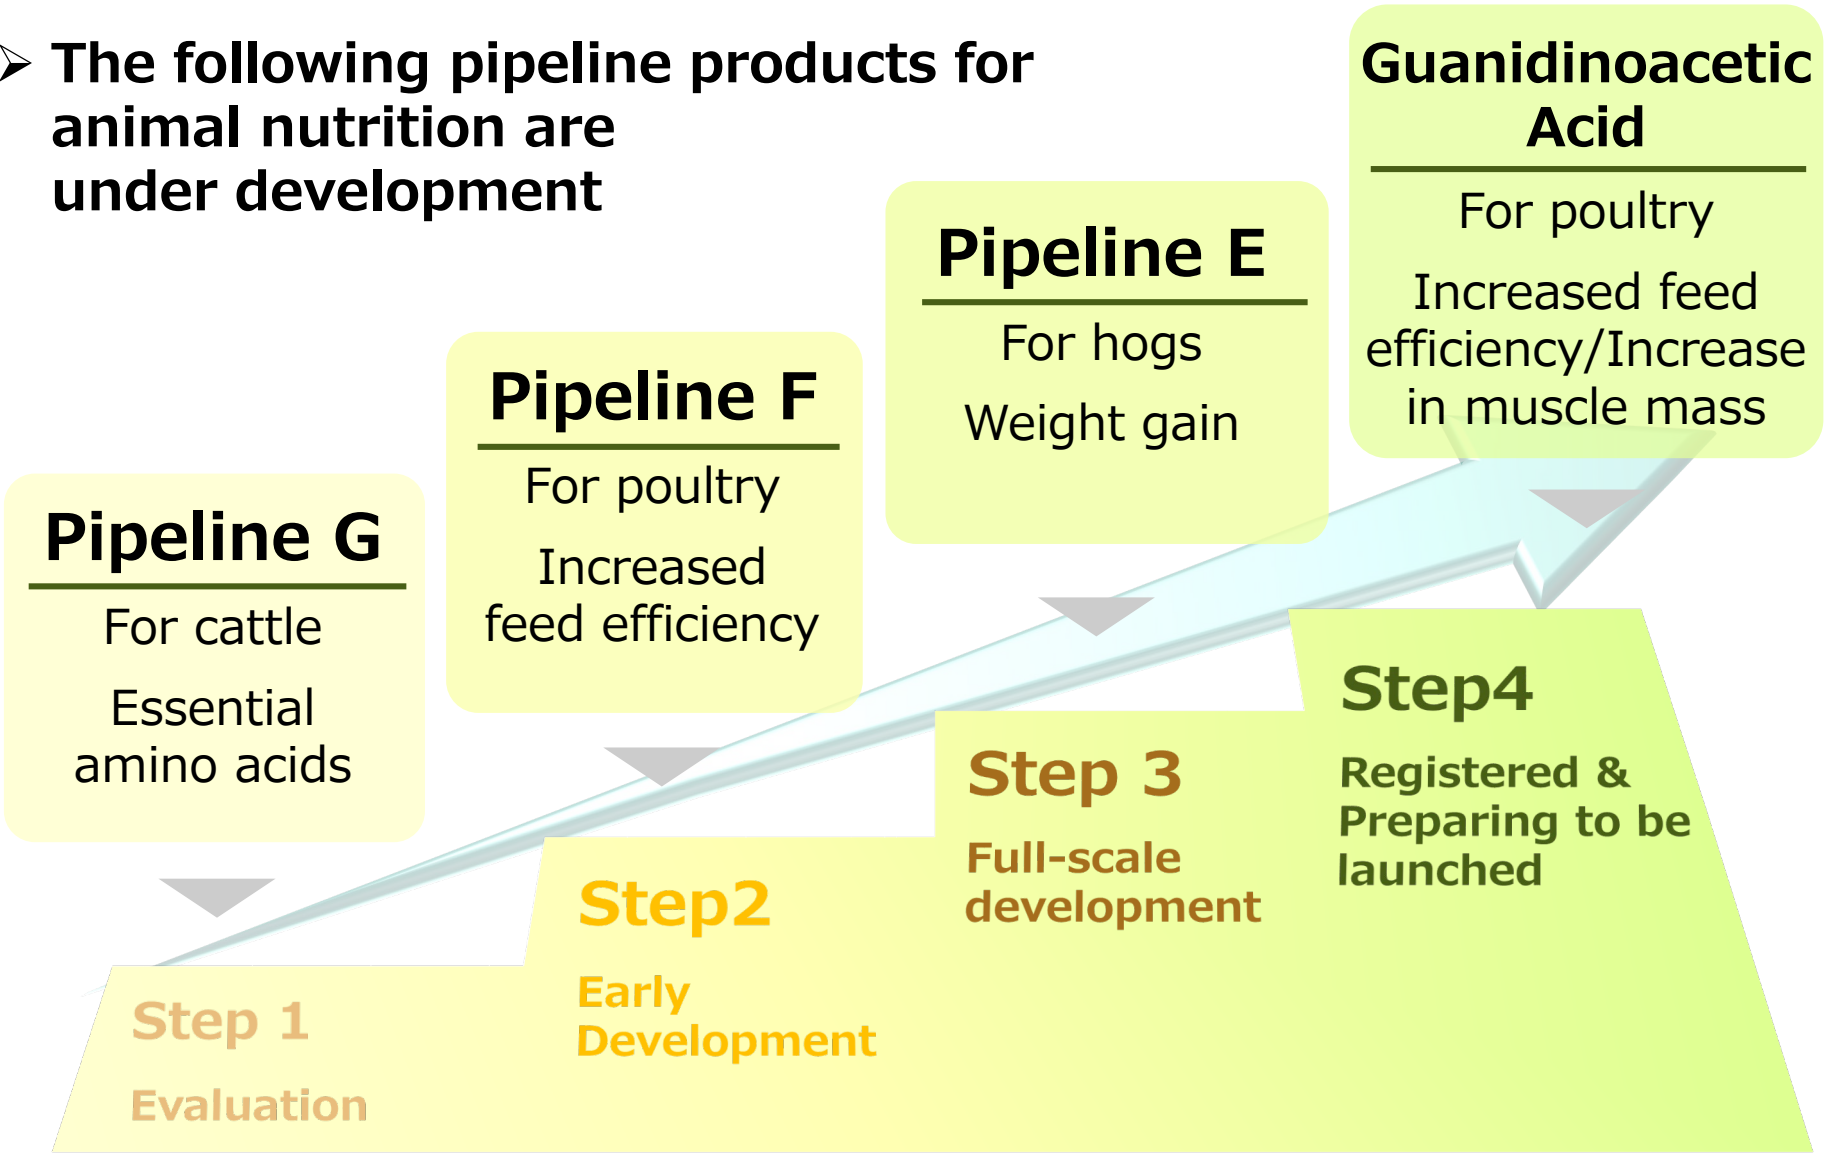 ➢ The following pipeline products for
animal nutrition are
under development
Guanidinoacetic
Acid
For poultry
Increased feed
efficiency/Increase
in muscle mass
Pipeline E
For hogs
Weight gain
Pipeline F
For poultry
Increased
feed efficiency
Pipeline G
For cattle
Essential
amino acids
Step 1
Evaluation
Step2
Early
Development
Step 3
Full-scale
development
Step4
Registered &
Preparing to be
launched